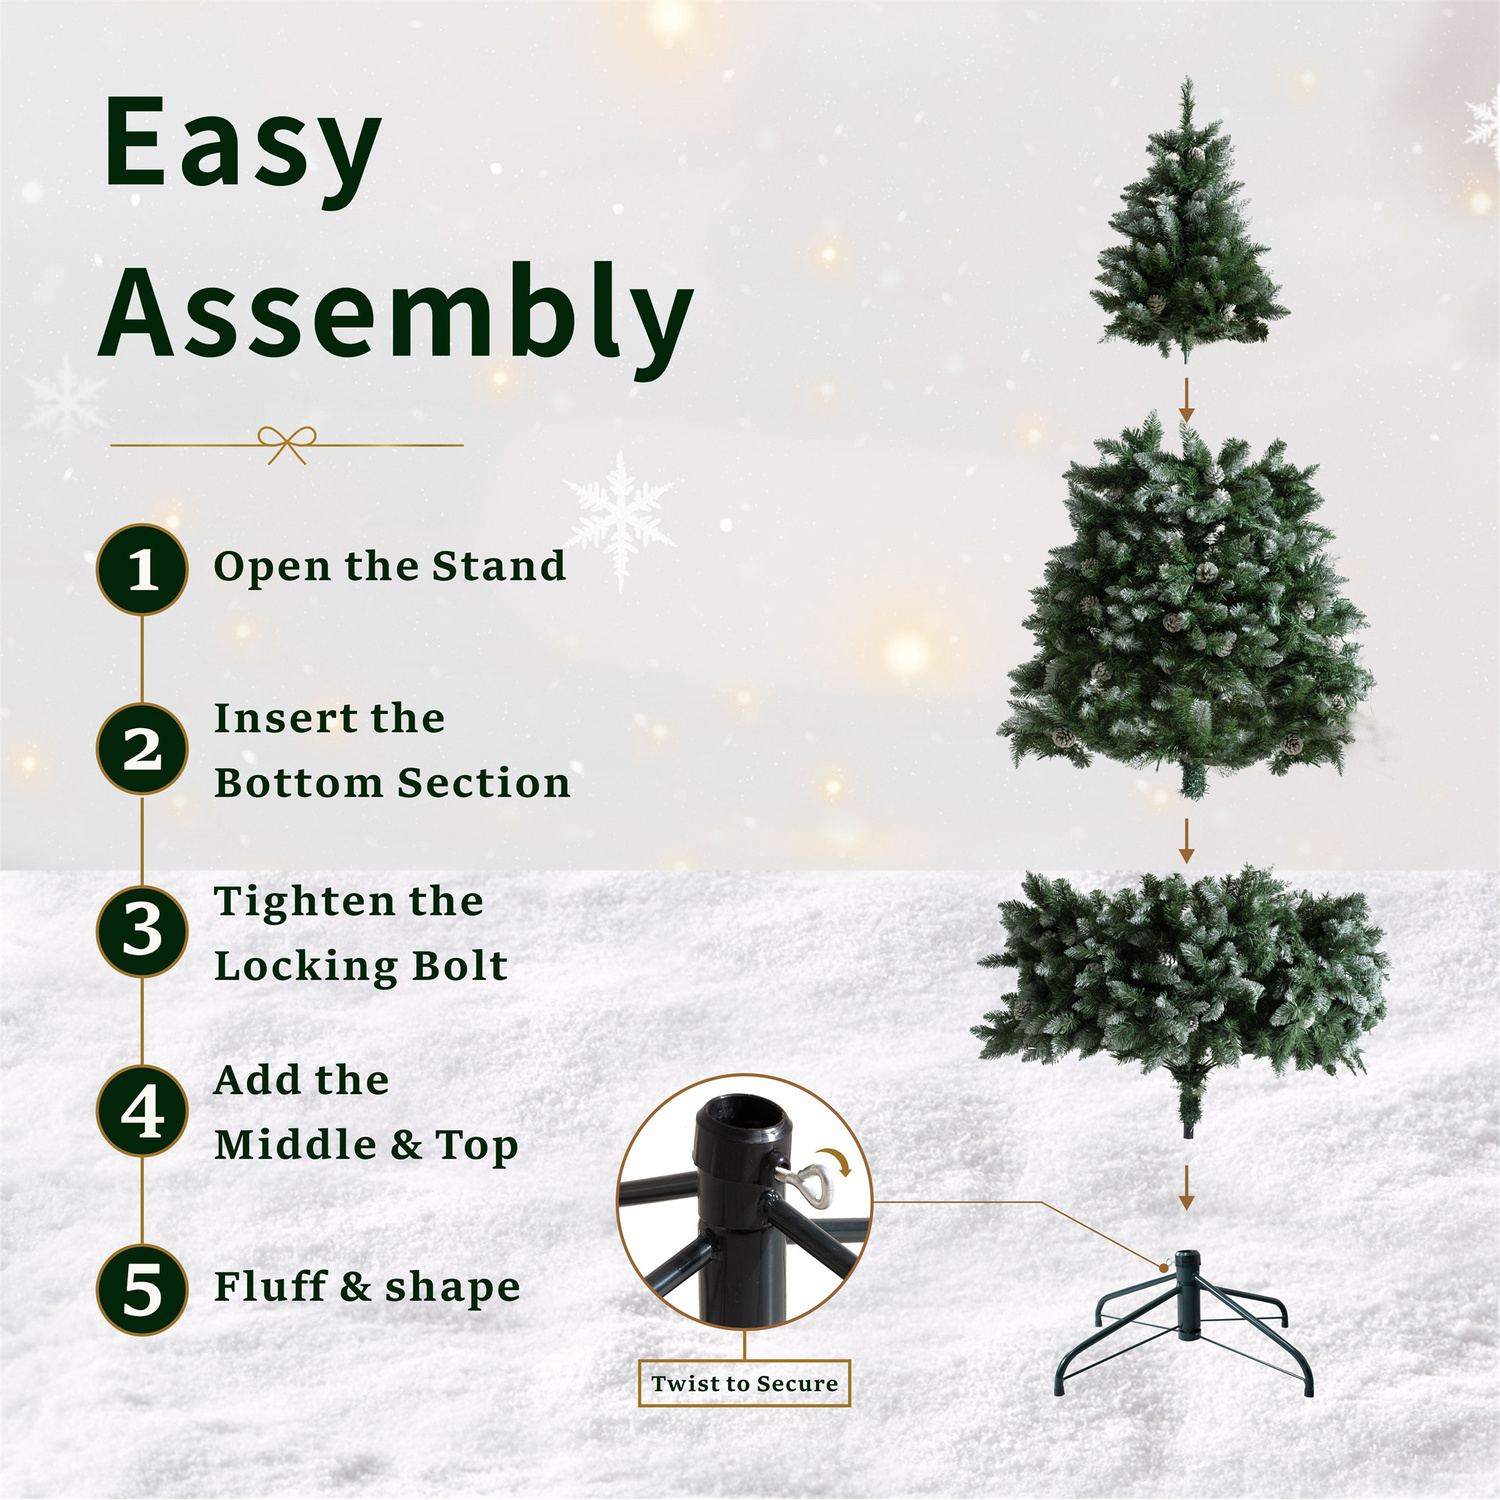 Easy
Assembly
1
Open the Stand
2
Insert the
Bottom Section
3
Tighten the
Locking Bolt
4
Add the
Middle & Top
5
Fluff & shape
Twist to Secure